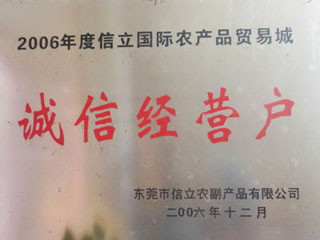 2006年度信立国际农产品贸易城
诚信经营户
东莞市信立农副产品有限公司
二00六年十二月